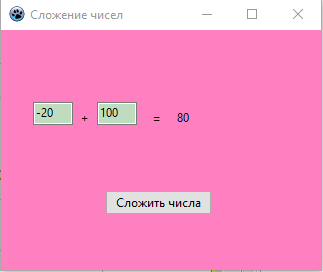 Сложение чисел
-20 + 100 = 80
Сложить числа